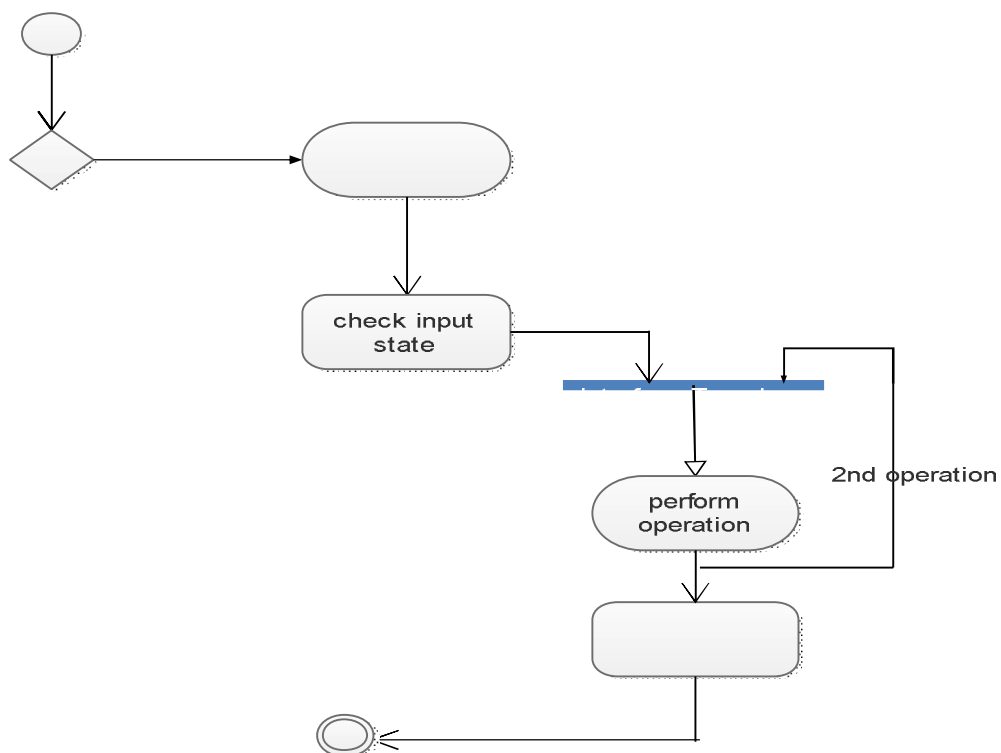 check input
state
2nd operation
perform
operation